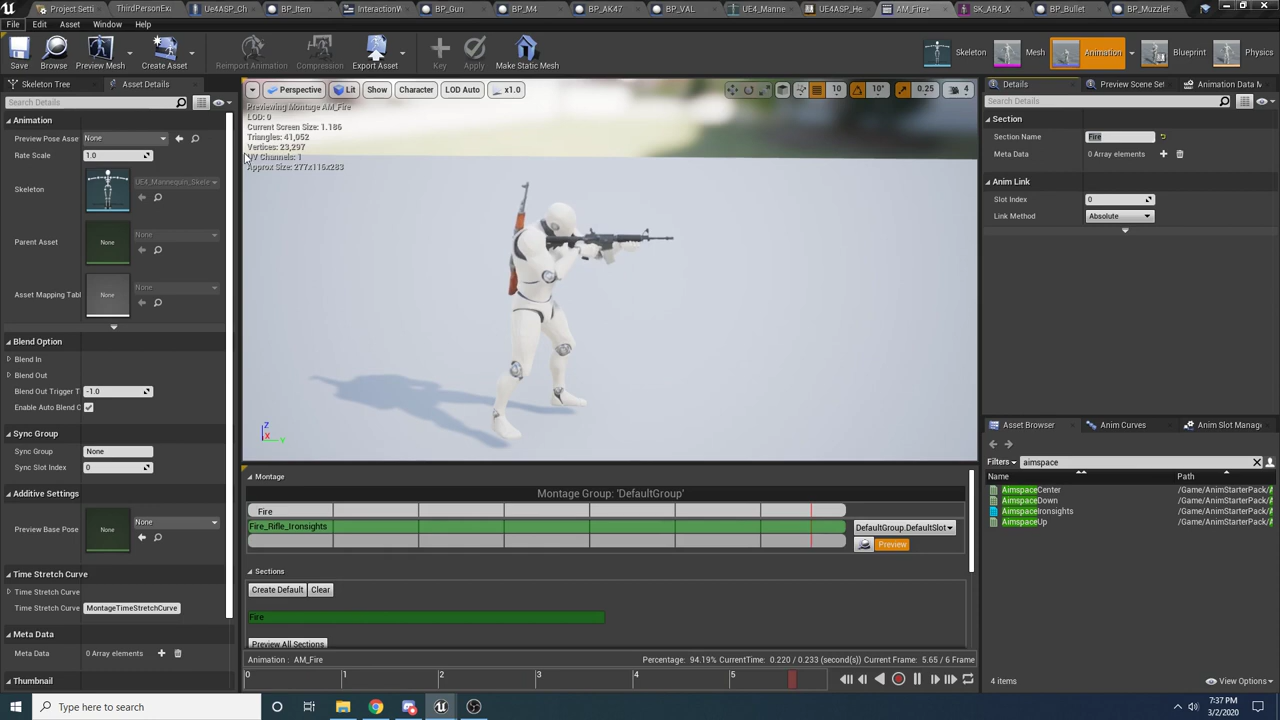 Project Setti
ThirdPersonEx
Ue4ASP_Ch
BP_Item
InteractionW
BP_Gun
BP_M4
BP_AK47
BP_VAL
UE4_Manne
UE4ASP_He
AM_Fire*
SK_AR4_X
BP_Bullet
BP_MuzzleF
File Edit Asset Window Help
Save
Browse
Preview Mesh
Create Asset
Reimport Animation
Compression
Export Asset
Key
Apply
Make Static Mesh
Skeleton
Mesh
Animation
Blueprint
Physics
Skeleton Tree
Asset Details
Search Details
Animation
Preview Pose Asse
None
Rate Scale
1.0
Skeleton
UE4_Mannequin_Skele
Parent Asset
None
None
Asset Mapping Tabl
None
None
Blend Option
Blend In
Blend Out
Blend Out Trigger T
-1.0
Enable Auto Blend C
Sync Group
Sync Group
None
Sync Slot Index
0
Additive Settings
Preview Base Pose
None
None
Time Stretch Curve
Time Stretch Curve
Time Stretch Curve
MontageTimeStretchCurve
Meta Data
Meta Data
0 Array elements
Thumbnail
Perspective
Lit
Show
Character
LOD Auto
x1.0
10
10°
0.25
4
Previewing Montage AM_Fire
LOD: 0
Current Screen Size: 1.186
Triangles: 41,052
Vertices: 23,297
UV Channels: 1
Approx Size: 277x116x283
Z
X
Y
Montage
Montage Group: 'DefaultGroup'
Fire
Fire_Rifle_Ironsights
DefaultGroup.DefaultSlot
Preview
Sections
Create Default
Clear
Fire
Preview All Sections
Animation : AM_Fire
Percentage: 94.19% CurrentTime: 0.220 / 0.233 (second(s)) Current Frame: 5.65 / 6 Frame
0 1 2 3 4 5
Details
Preview Scene Set
Animation Data M
Search Details
Section
Section Name
Fire
Meta Data
0 Array elements
Anim Link
Slot Index
0
Link Method
Absolute
Asset Browser
Anim Curves
Anim Slot Manag
Filters
aimspace
Name
Path
AimspaceCenter
/Game/AnimStarterPack/A
AimspaceDown
/Game/AnimStarterPack/A
AimspaceIronsights
/Game/AnimStarterPack/A
AimspaceUp
/Game/AnimStarterPack/A
4 items
View Options
Type here to search
7:37 PM
3/2/2020